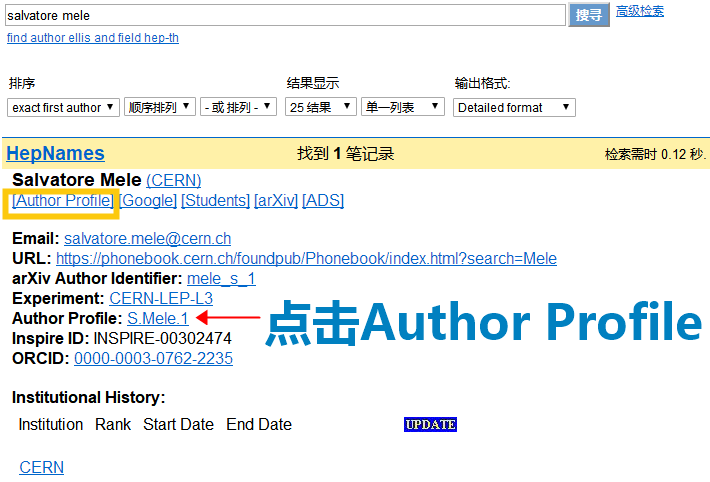 salvatore mele 搜寻 高级检索
find author ellis and field hep-th
排序 结果显示 输出格式:
exact first author 顺序排列 - 或 排列 - 25 结果 单一列表 Detailed format
HepNames 找到 1 笔记录 检索需时 0.12 秒.
Salvatore Mele (CERN)
[Author Profile] [Google] [Students] [arXiv] [ADS]
Email: salvatore.mele@cern.ch
URL: https://phonebook.cern.ch/foundpub/Phonebook/index.html?search=Mele
arXiv Author Identifier: mele_s_1
Experiment: CERN-LEP-L3
Author Profile: S.Mele.1
点击Author Profile
Inspire ID: INSPIRE-00302474
ORCID: 0000-0003-0762-2235
Institutional History:
Institution Rank Start Date End Date UPDATE
CERN